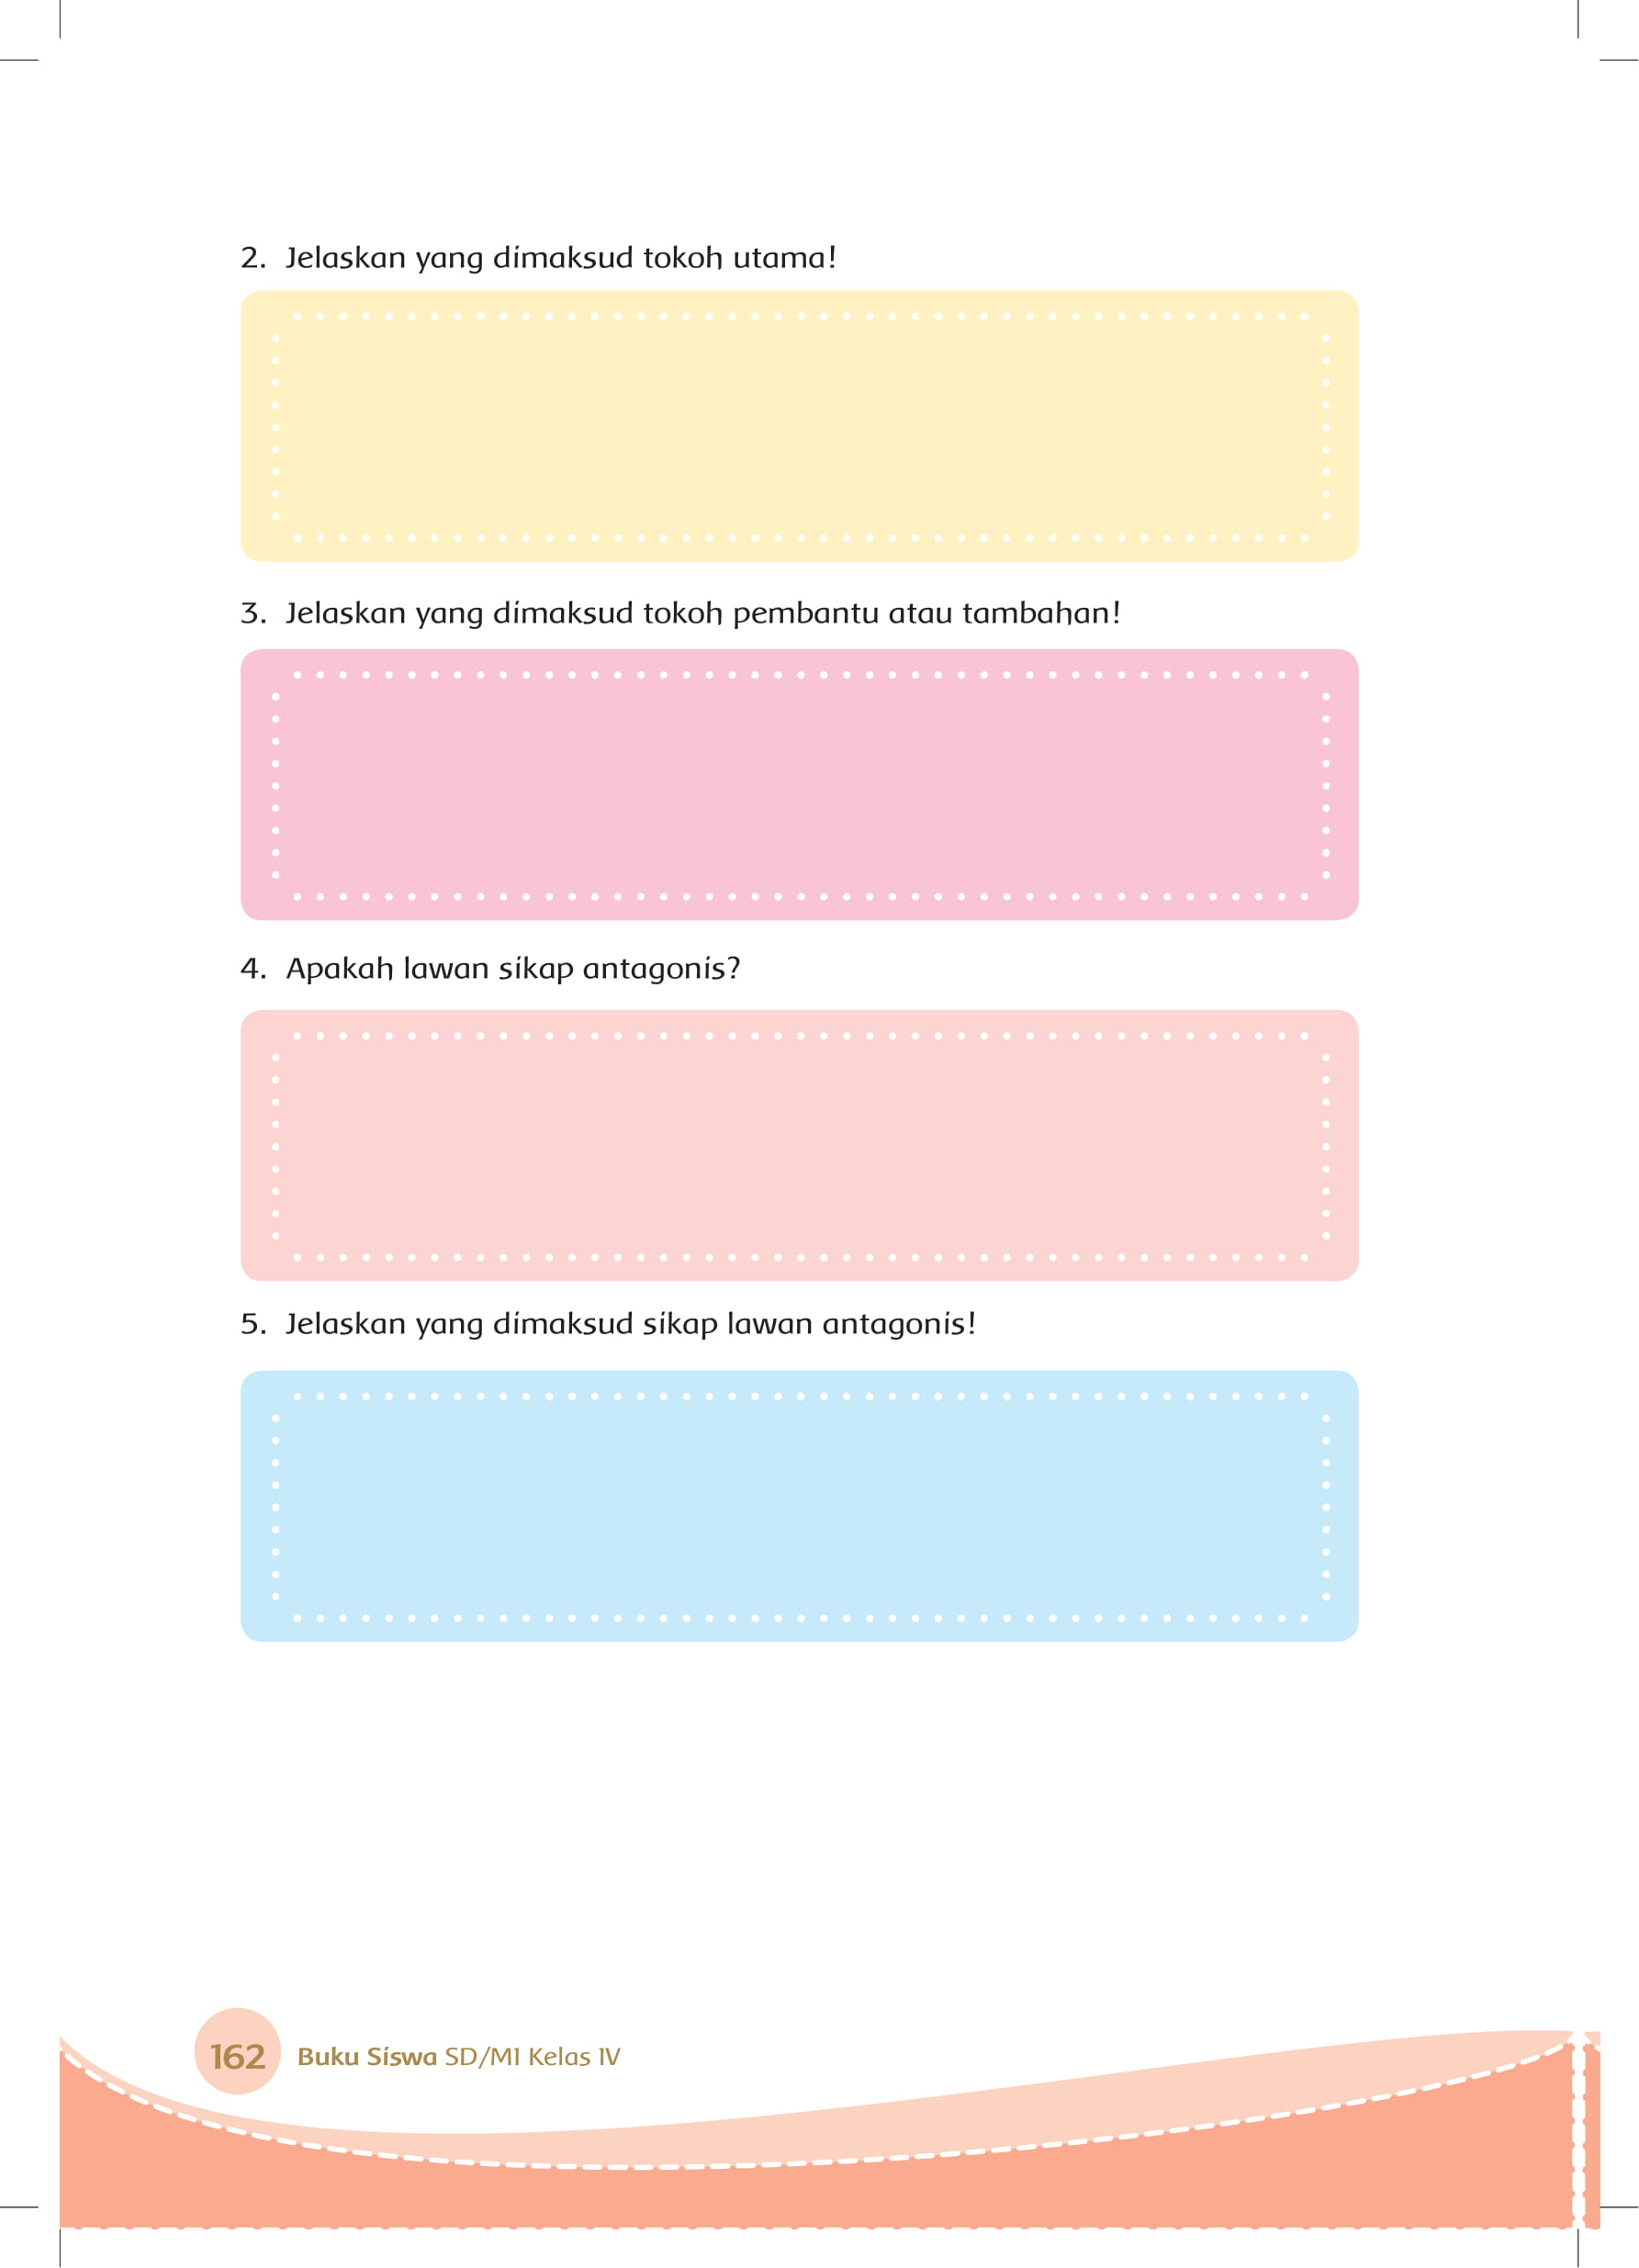 2. Jelaskan yang dimaksud tokoh utama!
3. Jelaskan yang dimaksud tokoh pembantu atau tambahan!
4. Apakah lawan sikap antagonis?
5. Jelaskan yang dimaksud sikap lawan antagonis!
162 Buku Siswa SD/MI Kelas IV